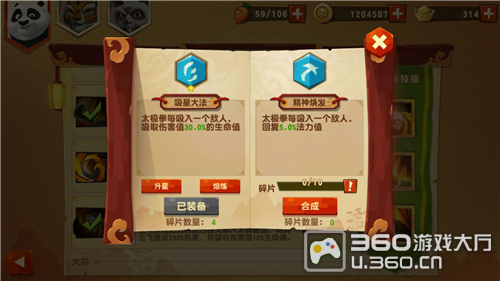 59/106
1204587
314
吸星大法
太极拳每吸入一个敌人,
吸取伤害值30.0%的生命值
升星
熔炼
已装备
碎片数量: 4
精神焕发
太极拳每吸入一个敌人,
回复5.0%法力值
碎片
0/10
合成
碎片数量: 0
技能
360游戏大厅
u.360.cn